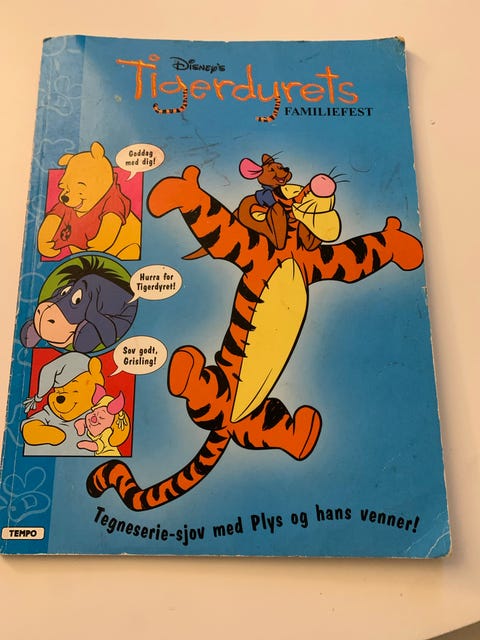 Disney's
Tigerdyrets
FAMILIEFEST
Goddag
med dig!
Hurra for
Tigerdyret!
Sov godt,
Grisling!
Tegneserie-sjov med Plys og hans venner!
TEMPO